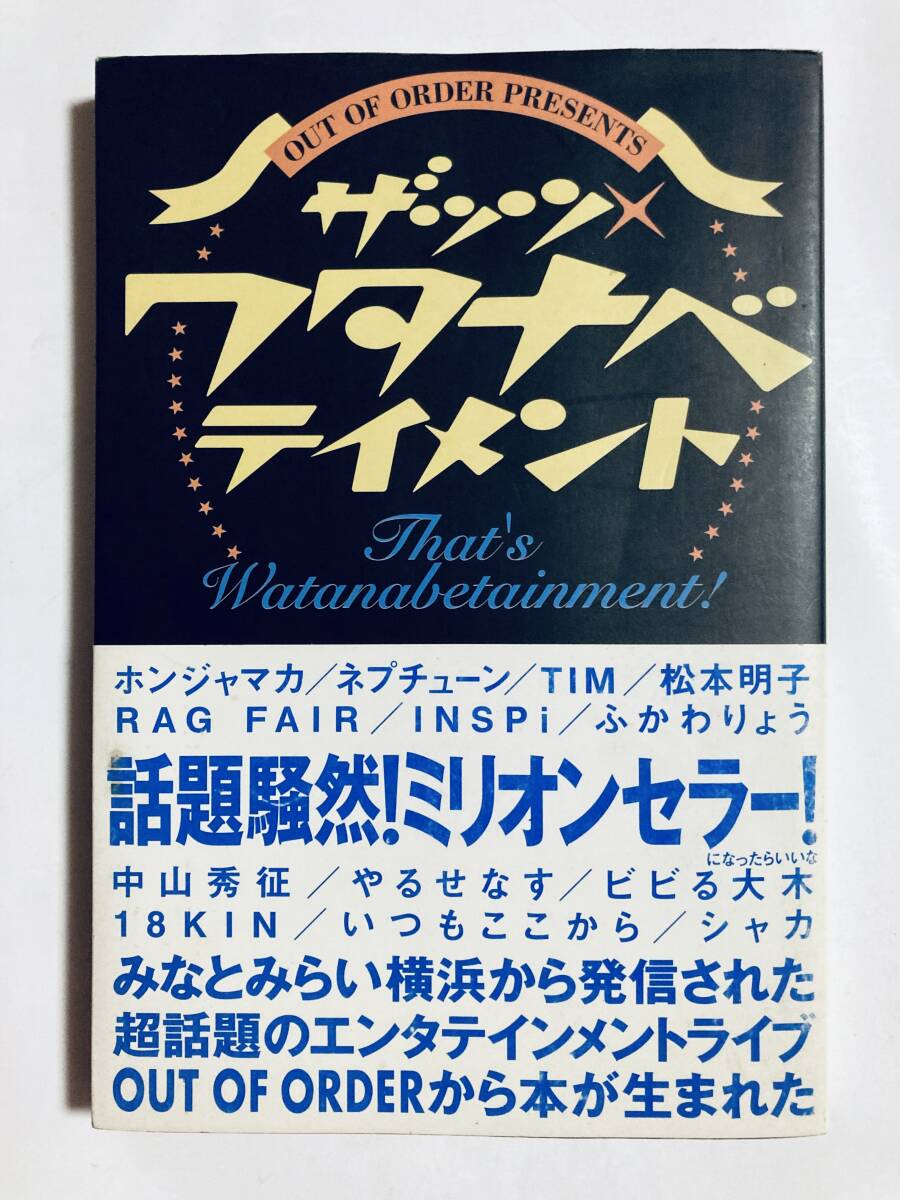 OUT OF ORDER PRESENTS
ザッツ×
ワタナベ
テイメント
That's
Watanabetainment!
ホンジャマカ/ネプチューン/TIM/松本明子
RAG FAIR/INSPi/ふかわりょう
話題騒然!ミリオンセラー!
になったらいいな
中山秀征/やるせなす/ビビる大木
18KIN/いつもここから/シャカ
みなとみらい横浜から発信された
超話題のエンタテインメントライブ
OUT OF ORDERから本が生まれた